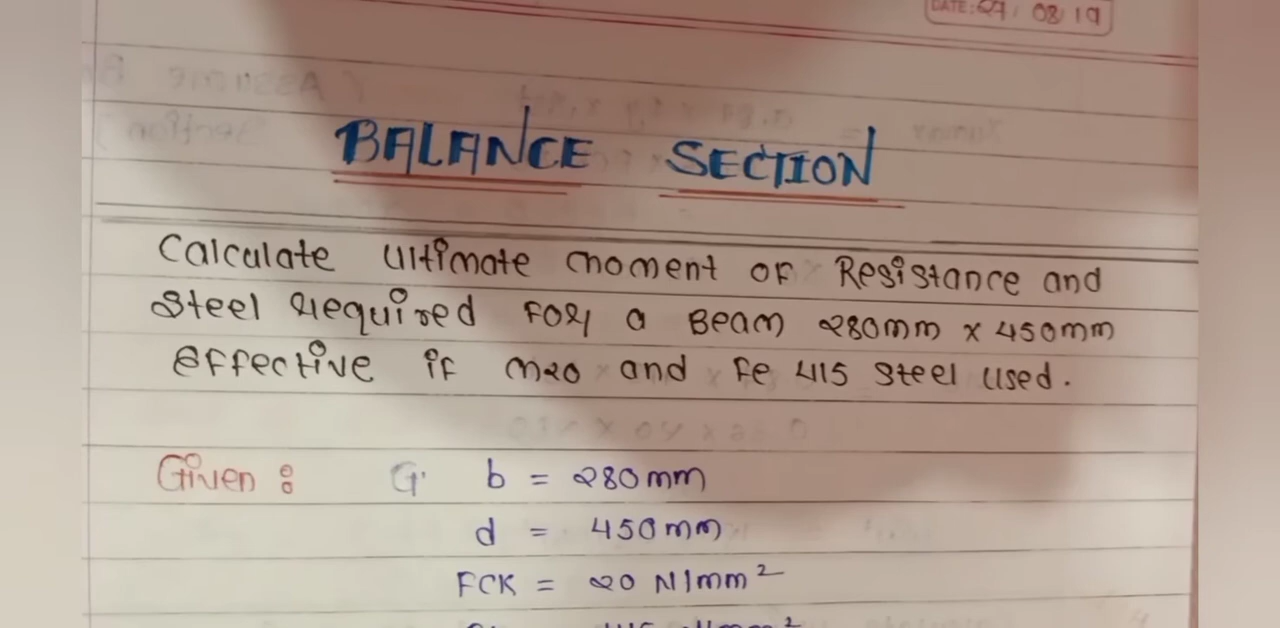 DATE: 27/08/19
BALANCE SECTION
Calculate Ultimate moment of Resistance and
Steel Required For a Beam 280mm x 450mm
effective if m20 and fe 415 steel used.
Given : G b = 280mm
d = 450mm
FCK = 20 N/mm²